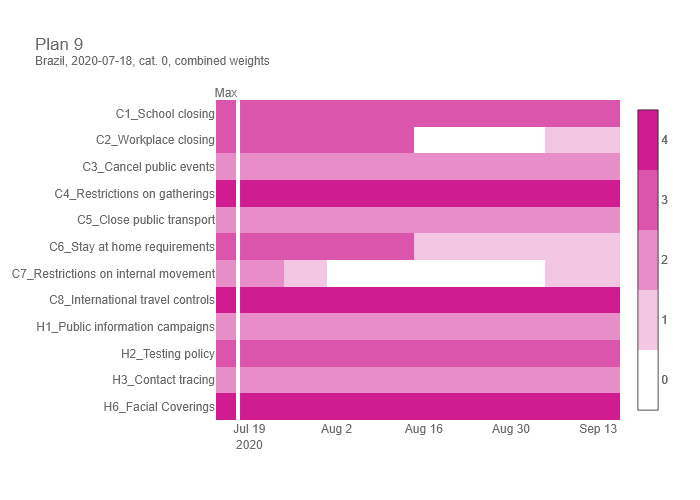 Plan 9
Brazil, 2020-07-18, cat. 0, combined weights
Max
C1_School closing
C2_Workplace closing
C3_Cancel public events
C4_Restrictions on gatherings
C5_Close public transport
C6_Stay at home requirements
C7_Restrictions on internal movement
C8_International travel controls
H1_Public information campaigns
H2_Testing policy
H3_Contact tracing
H6_Facial Coverings
Jul 19 Aug 2 Aug 16 Aug 30 Sep 13
2020
4
3
2
1
0